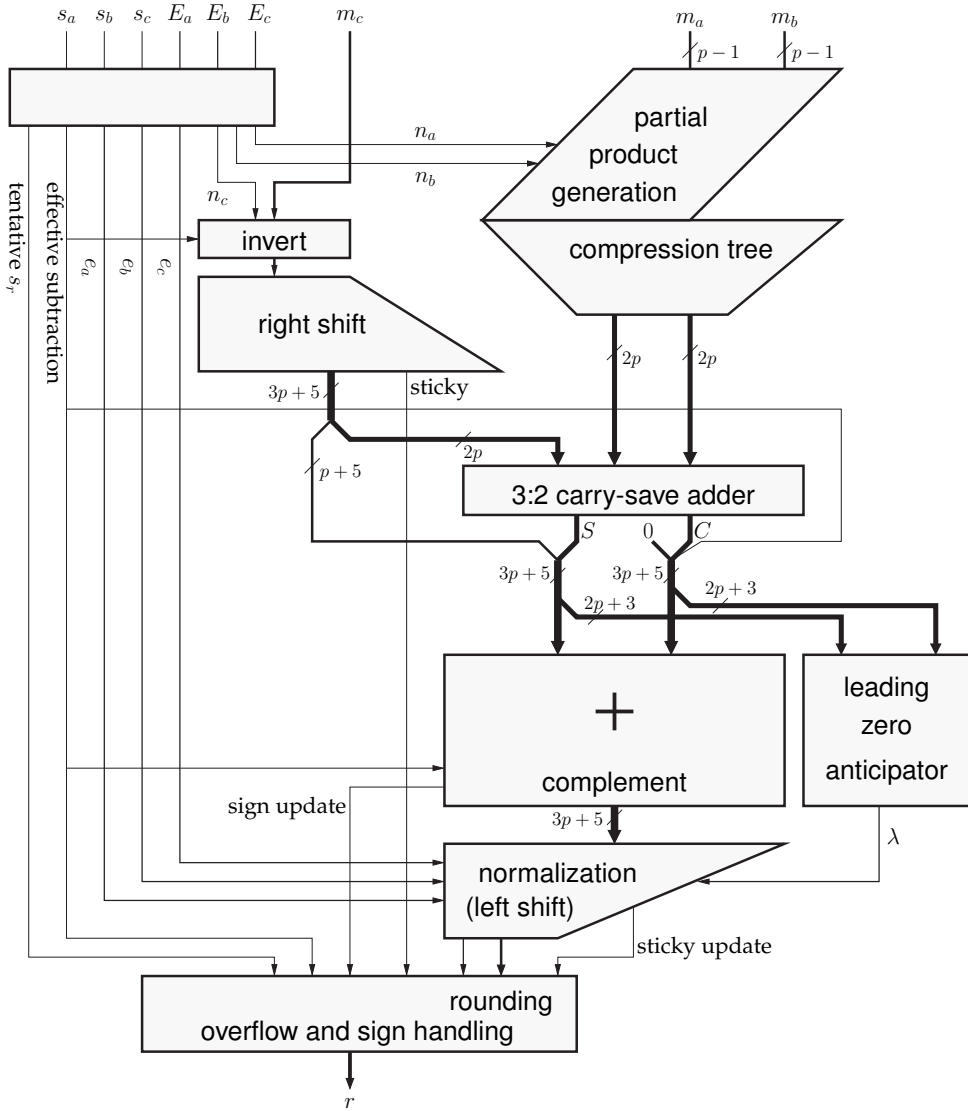 s_a s_b s_c E_a E_b E_c m_c m_a m_b
p − 1 p − 1
partial
product
generation
n_a
n_b
n_c
tentative s_r
effective subtraction
e_a
e_b
e_c
invert
compression tree
right shift
2p 2p
3p + 5
sticky
2p
p + 5
3:2 carry-save adder
S 0 C
3p + 5 3p + 5
2p + 3 2p + 3
+
complement
leading
zero
anticipator
sign update
3p + 5
λ
normalization
(left shift)
sticky update
rounding
overflow and sign handling
r